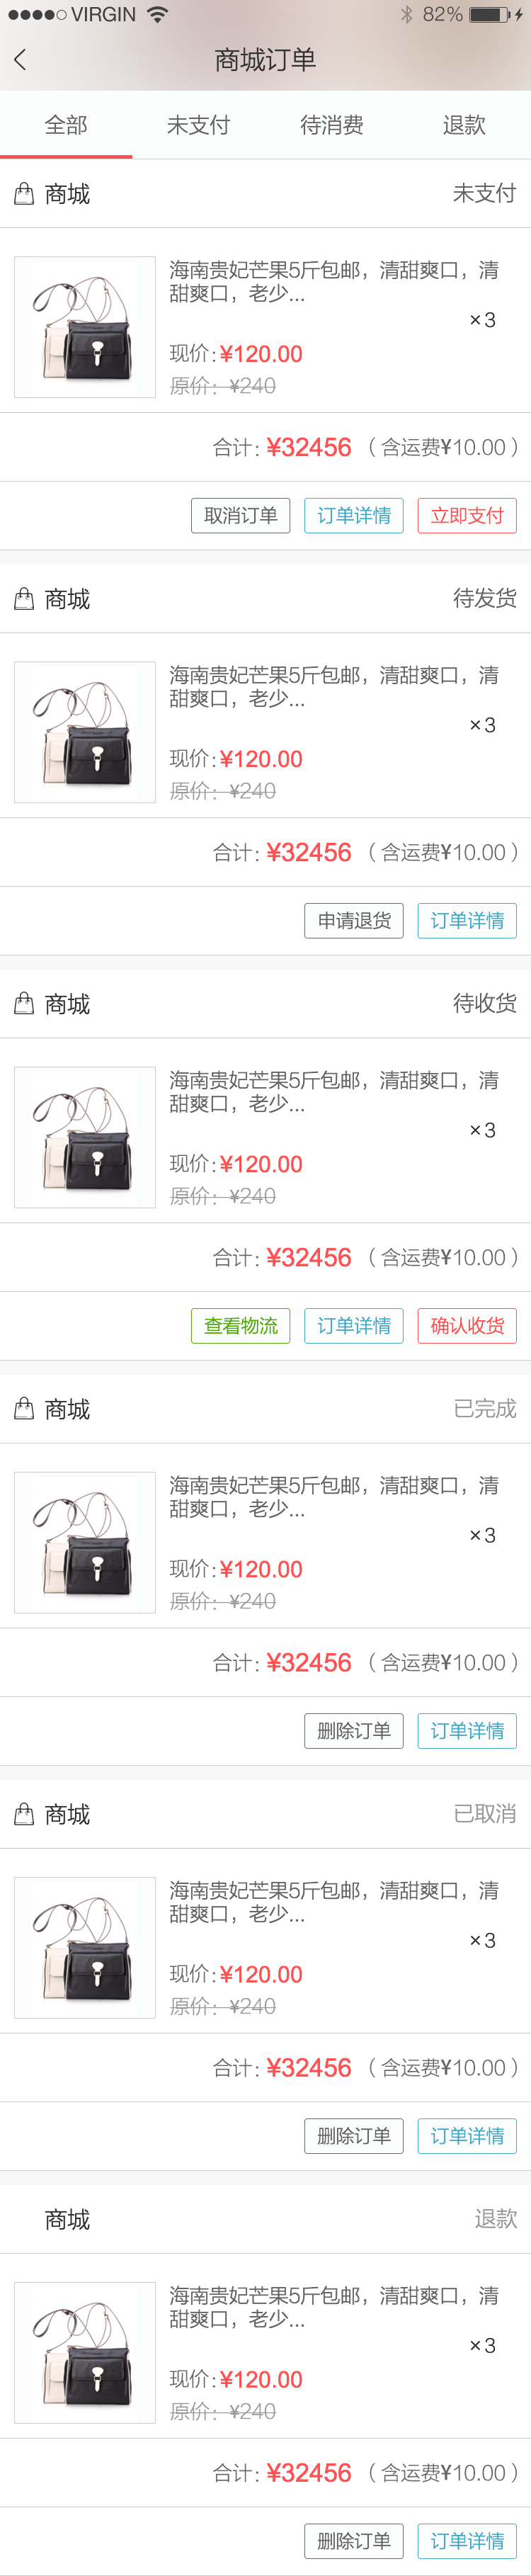 VIRGIN 82%
商城订单
全部 未支付 待消费 退款
商城 未支付
海南贵妃芒果5斤包邮，清甜爽口，清
甜爽口，老少...
×3
现价:¥120.00
原价：¥240
合计: ¥32456 （含运费¥10.00）
取消订单 订单详情 立即支付
商城 待发货
海南贵妃芒果5斤包邮，清甜爽口，清
甜爽口，老少...
×3
现价:¥120.00
原价：¥240
合计: ¥32456 （含运费¥10.00）
申请退货 订单详情
商城 待收货
海南贵妃芒果5斤包邮，清甜爽口，清
甜爽口，老少...
×3
现价:¥120.00
原价：¥240
合计: ¥32456 （含运费¥10.00）
查看物流 订单详情 确认收货
商城 已完成
海南贵妃芒果5斤包邮，清甜爽口，清
甜爽口，老少...
×3
现价:¥120.00
原价：¥240
合计: ¥32456 （含运费¥10.00）
删除订单 订单详情
商城 已取消
海南贵妃芒果5斤包邮，清甜爽口，清
甜爽口，老少...
×3
现价:¥120.00
原价：¥240
合计: ¥32456 （含运费¥10.00）
删除订单 订单详情
商城 退款
海南贵妃芒果5斤包邮，清甜爽口，清
甜爽口，老少...
×3
现价:¥120.00
原价：¥240
合计: ¥32456 （含运费¥10.00）
删除订单 订单详情